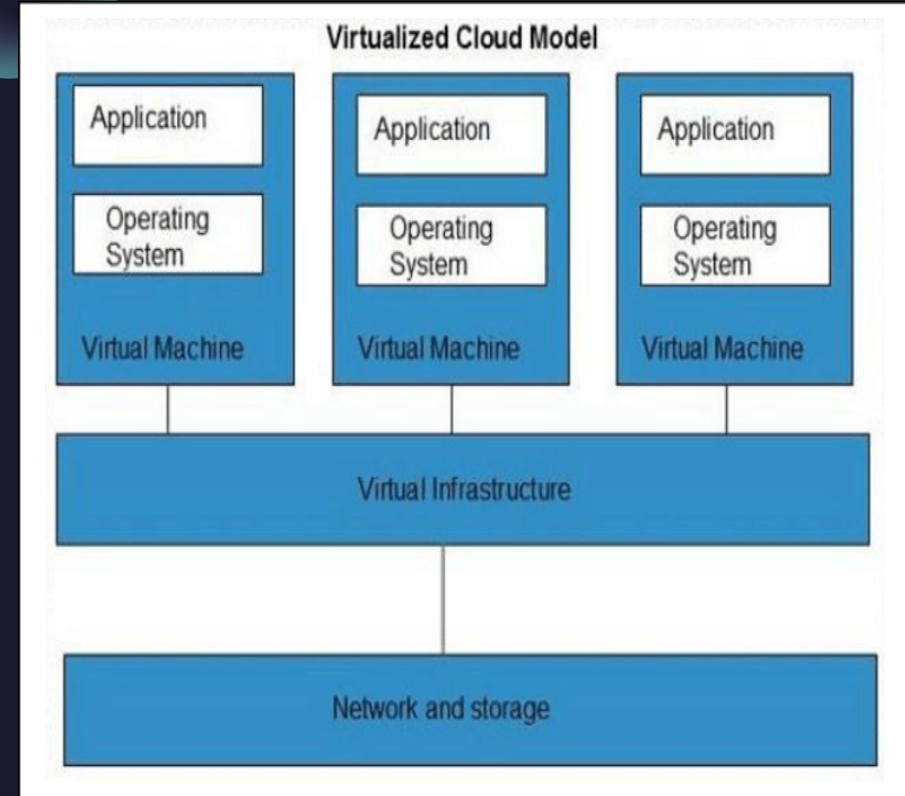 Virtualized Cloud Model
Application
Operating
System
Virtual Machine
Application
Operating
System
Virtual Machine
Application
Operating
System
Virtual Machine
Virtual Infrastructure
Network and storage